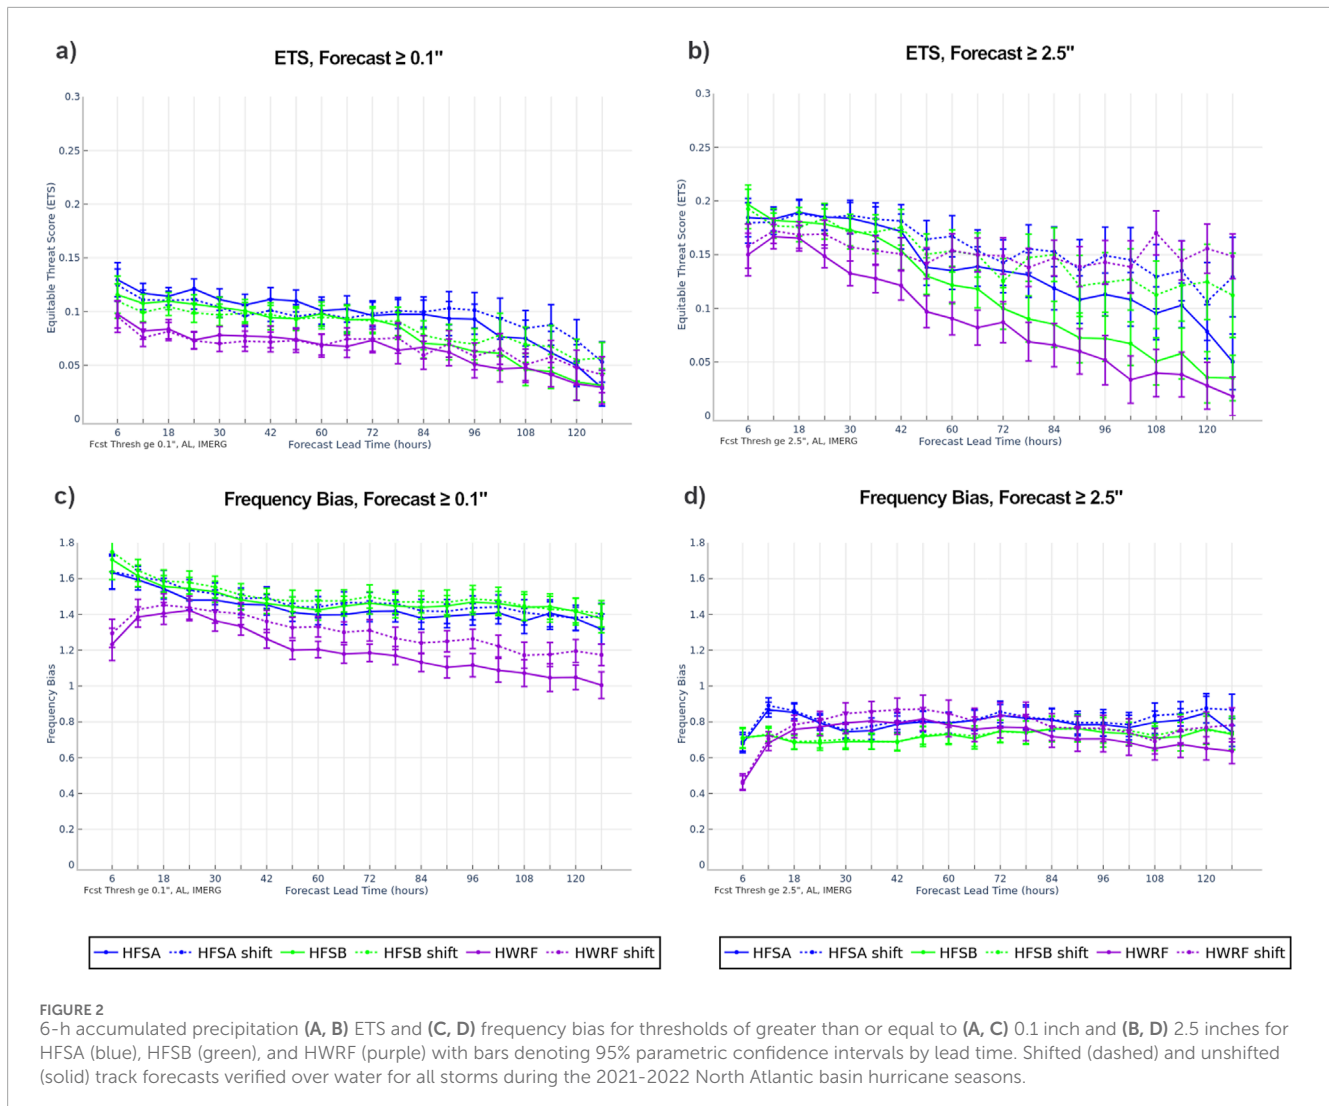 a)
ETS, Forecast ≥ 0.1"
Equitable Threat Score (ETS)
0.3
0.25
0.2
0.15
0.1
0.05
0
6 18 30 42 60 72 84 96 108 120
Fcst Thresh ge 0.1", AL, IMERG
Forecast Lead Time (hours)
b)
ETS, Forecast ≥ 2.5"
Equitable Threat Score (ETS)
0.3
0.25
0.2
0.15
0.1
0.05
0
6 18 30 42 60 72 84 96 108 120
Fcst Thresh ge 2.5", AL, IMERG
Forecast Lead Time (hours)
c)
Frequency Bias, Forecast ≥ 0.1"
Frequency Bias
1.8
1.6
1.4
1.2
1
0.8
0.6
0.4
0.2
0
6 18 30 42 60 72 84 96 108 120
Fcst Thresh ge 0.1", AL, IMERG
Forecast Lead Time (hours)
d)
Frequency Bias, Forecast ≥ 2.5"
Frequency Bias
1.8
1.6
1.4
1.2
1
0.8
0.6
0.4
0.2
0
6 18 30 42 60 72 84 96 108 120
Fcst Thresh ge 2.5", AL, IMERG
Forecast Lead Time (hours)
HFSA HFSA shift HFSB HFSB shift HWRF HWRF shift
HFSA HFSA shift HFSB HFSB shift HWRF HWRF shift
FIGURE 2
6-h accumulated precipitation (A, B) ETS and (C, D) frequency bias for thresholds of greater than or equal to (A, C) 0.1 inch and (B, D) 2.5 inches for
HFSA (blue), HFSB (green), and HWRF (purple) with bars denoting 95% parametric confidence intervals by lead time. Shifted (dashed) and unshifted
(solid) track forecasts verified over water for all storms during the 2021-2022 North Atlantic basin hurricane seasons.